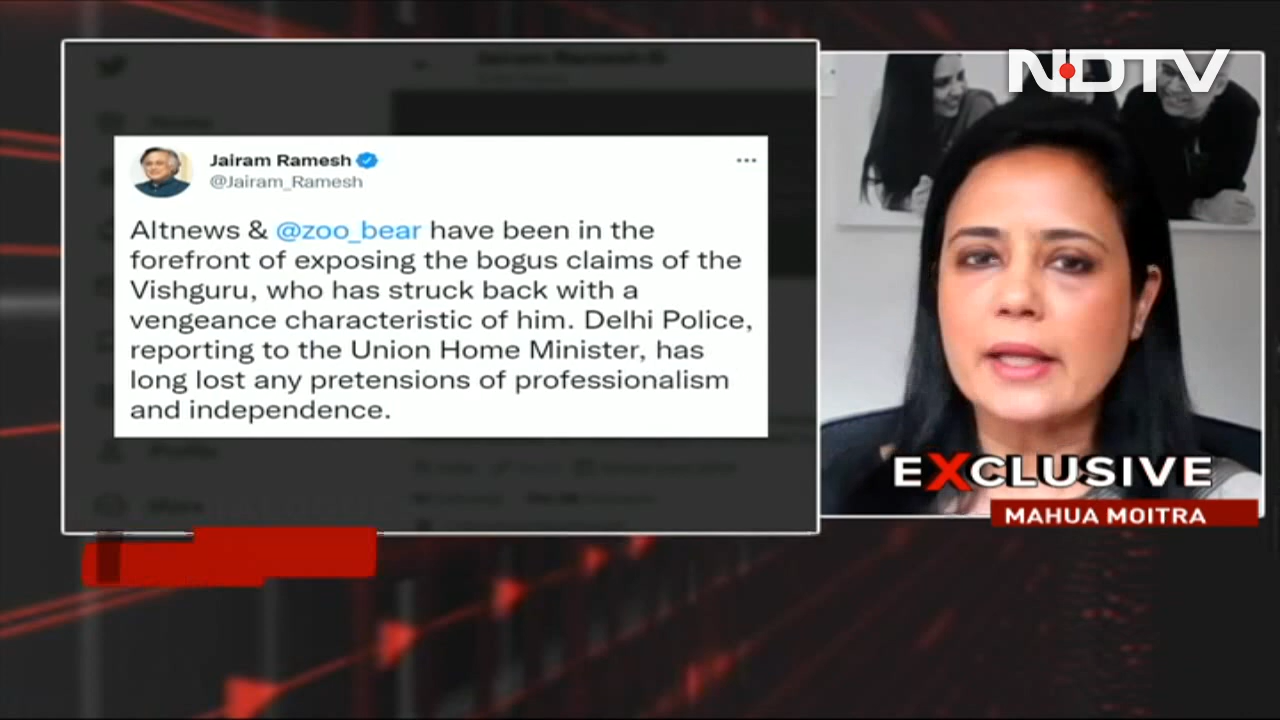 NDTV
Jairam Ramesh
@Jairam_Ramesh
Altnews & @zoo_bear have been in the
forefront of exposing the bogus claims of the
Vishguru, who has struck back with a
vengeance characteristic of him. Delhi Police,
reporting to the Union Home Minister, has
long lost any pretensions of professionalism
and independence.
EXCLUSIVE
MAHUA MOITRA